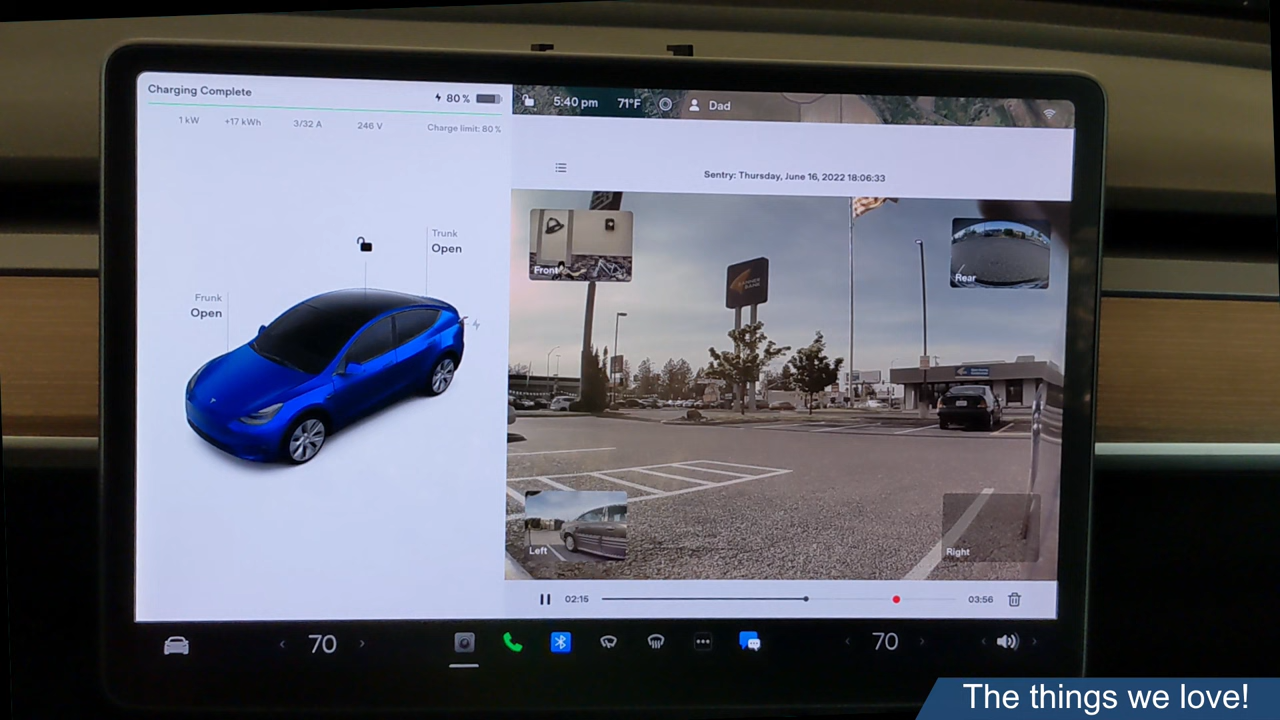 Charging Complete
80 %
1 kW
+17 kWh
3/32 A
246 V
Charge limit: 80 %
5:40 pm
71°F
Dad
Sentry: Thursday, June 16, 2022 18:06:33
Trunk
Open
Frunk
Open
Front
Rear
BANNER
BANK
Left
Right
02:15
03:56
70
70
The things we love!